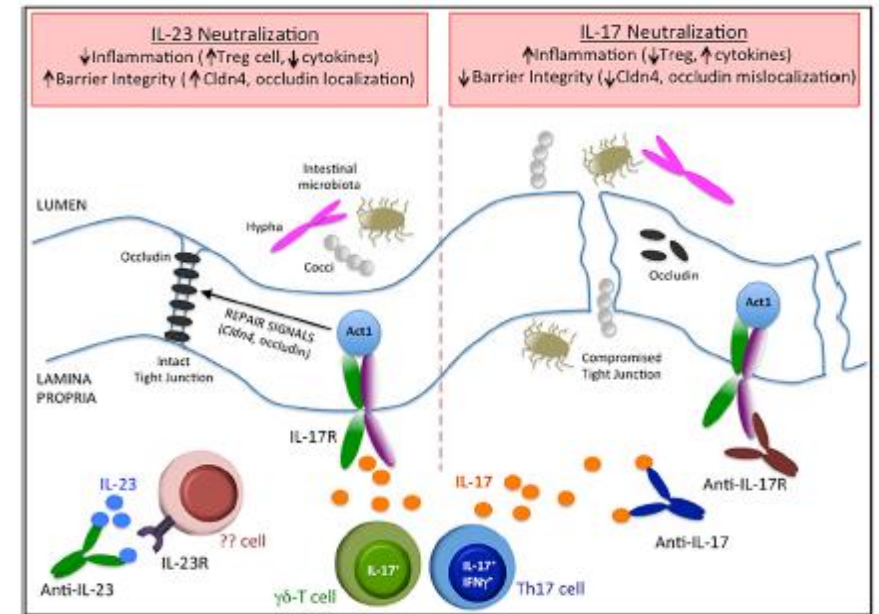 IL-23 Neutralization
↓Inflammation (↑Treg cell, ↓cytokines)
↑Barrier Integrity (↑Cldn4, occludin localization)
IL-17 Neutralization
↑Inflammation (↓Treg, ↑cytokines)
↓Barrier Integrity (↓Cldn4, occludin mislocalization)
Intestinal
microbiota
LUMEN
Hypha
Occludin
Cocci
REPAIR SIGNALS
(Cldn4, occludin)
Act1
Intact
Tight Junction
LAMINA
PROPRIA
IL-17R
Occludin
Act1
Compromised
Tight Junction
IL-23
IL-17
Anti-IL-17R
?? cell
IL-23R
Anti-IL-23
IL-17⁺
γδ-T cell
IL-17⁺
IFNγ⁺
Th17 cell
Anti-IL-17